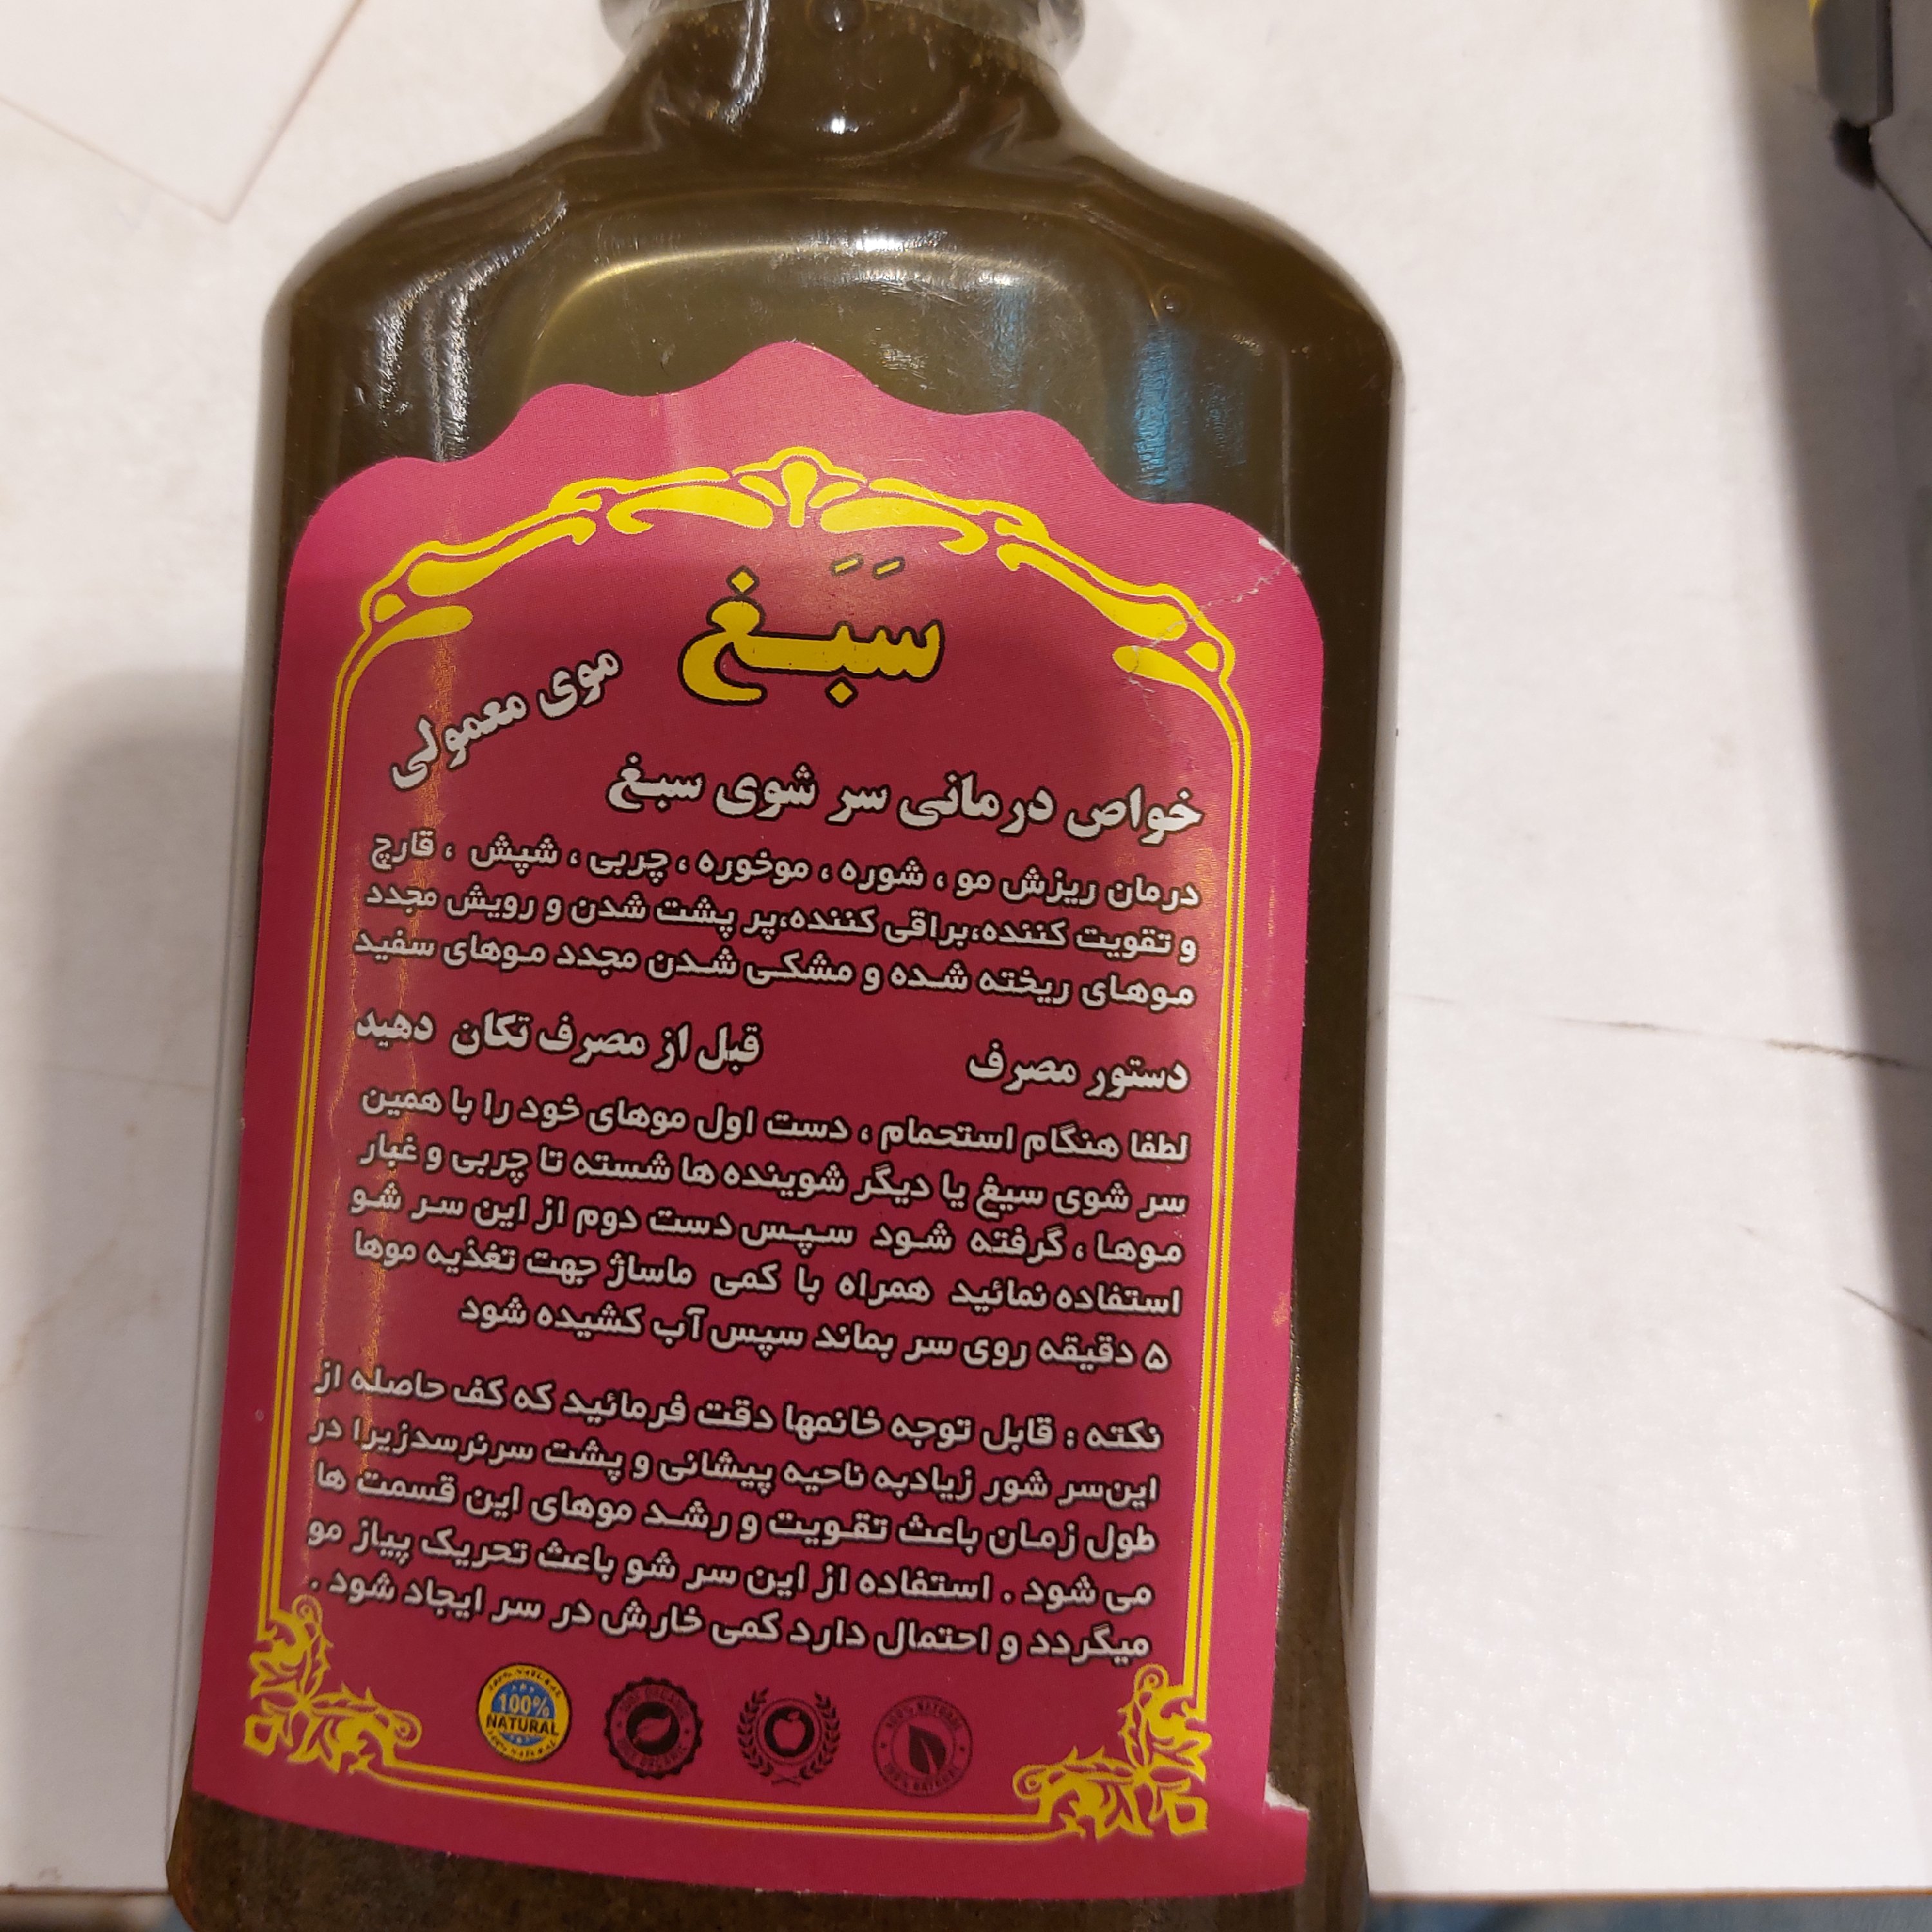 سَبَغ
موی معمولی
خواص درمانی سر شوی سبغ
درمان ریزش مو ، شوره ، موخوره ، چربی ، شپش ، قارچ
و تقویت کننده،براقی کننده،پر پشت شدن و رویش مجدد
موهای ریخته شده و مشکی شدن مجدد موهای سفید
دستور مصرف قبل از مصرف تکان دهید
لطفا هنگام استحمام ، دست اول موهای خود را با همین
سر شوی سیغ یا دیگر شوینده ها شسته تا چربی و غبار
موها ، گرفته شود سپس دست دوم از این سر شو
استفاده نمائید همراه با کمی ماساژ جهت تغذیه موها
۵ دقیقه روی سر بماند سپس آب کشیده شود
نکته : قابل توجه خانمها دقت فرمائید که کف حاصله از
این‌سر شور زیادبه ناحیه پیشانی و پشت سرنرسدزیرا در
طول زمان باعث تقویت و رشد موهای این قسمت ها
می شود . استفاده از این سر شو باعث تحریک پیاز مو
میگردد و احتمال دارد کمی خارش در سر ایجاد شود .
100%
NATURAL
100% NATURAL
100% NATURAL